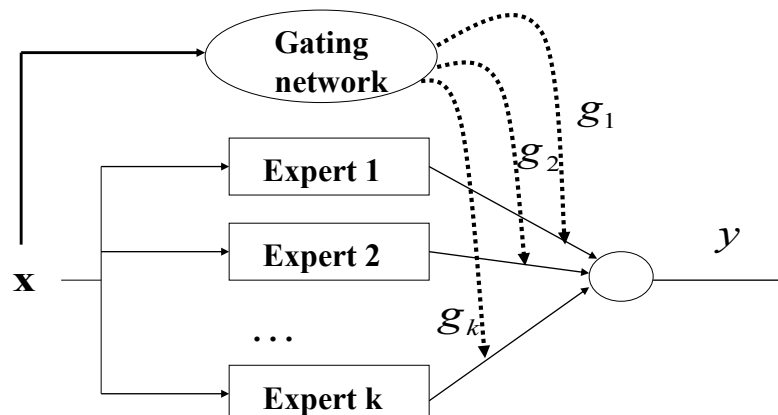 Gating
network
g₁
Expert 1
g₂
Expert 2
y
x
...
gₖ
Expert k